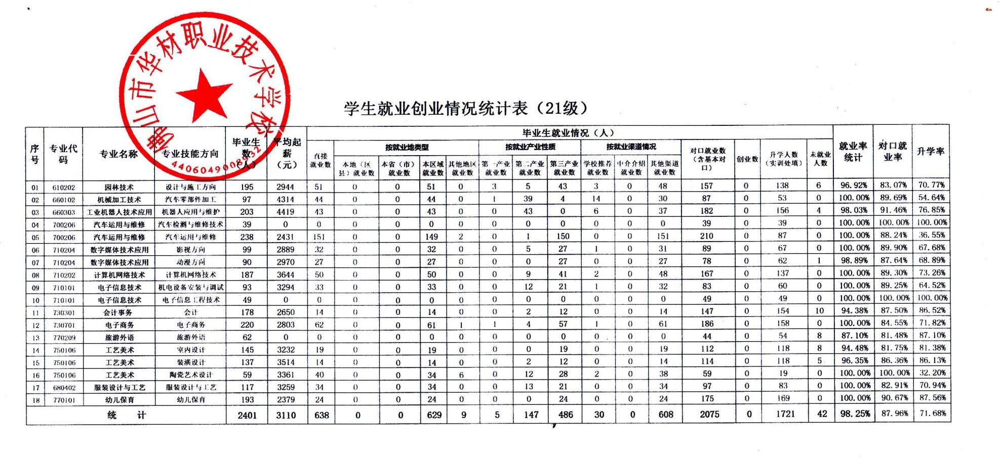 佛山市华材职业技术学校
4406049008932
学生就业创业情况统计表（21级）
序号 专业代码 专业名称 专业技能方向 毕业生数（人） 平均起薪（元） 毕业生就业情况（人） 就业率统计 对口就业率 升学率
直接就业数 按就业地类型 按就业产业性质 按就业渠道情况 对口就业数（含基本对口） 创业数 升学人数（实训处填） 未就业人数
本地（区县）就业数 本省（市）就业数 本区域就业数 其他地区就业数 第一产业就业数 第二产业就业数 第三产业就业数 学校推荐就业数 中介介绍就业数 其他渠道就业数
01 610202 园林技术 设计与施工方向 195 2944 51 0 0 51 0 3 5 43 3 0 48 157 0 138 6 96.92% 83.07% 70.77%
02 660102 机械加工技术 汽车零部件加工 97 4314 44 0 0 44 0 1 39 4 14 0 30 87 0 53 0 100.00% 89.69% 54.64%
03 660303 工业机器人技术应用 机器人应用与维护 203 4419 43 0 0 43 0 0 43 0 6 0 37 182 0 156 4 98.03% 91.46% 76.85%
04 700206 汽车运用与维修 汽车检测与维修技术 39 0 0 0 0 0 0 0 0 0 0 0 0 39 0 39 0 100.00% 100.00% 100.00%
05 700206 汽车运用与维修 汽车运用与维修 238 2431 151 0 0 149 2 0 1 150 0 0 151 210 0 87 0 100.00% 88.24% 36.55%
06 710204 数字媒体技术应用 影视方向 99 2889 32 0 0 32 0 0 5 27 1 0 31 89 0 67 0 100.00% 89.90% 67.68%
07 710204 数字媒体技术应用 动漫方向 90 2970 27 0 0 27 0 0 0 27 0 0 27 78 0 62 1 98.89% 87.64% 68.89%
08 710202 计算机网络技术 计算机网络技术 187 3644 50 0 0 50 0 0 9 41 2 0 48 167 0 137 0 100.00% 89.30% 73.26%
09 710101 电子信息技术 机电设备安装与调试 93 3294 33 0 0 33 0 0 12 21 1 0 32 83 0 60 0 100.00% 89.25% 64.52%
10 710101 电子信息技术 电子信息工程技术 49 0 0 0 0 0 0 0 0 0 0 0 0 49 0 49 0 100.00% 100.00% 100.00%
11 730301 会计事务 会计 178 2650 14 0 0 14 0 0 2 12 0 0 14 147 0 154 10 94.38% 87.50% 86.52%
12 730701 电子商务 电子商务 220 2803 62 0 0 61 1 1 4 57 1 0 61 186 0 158 0 100.00% 84.55% 71.82%
13 770209 旅游外语 旅游外语 62 0 0 0 0 0 0 0 0 0 0 0 0 44 0 54 8 87.10% 81.48% 87.10%
14 750106 工艺美术 室内设计 145 3232 19 0 0 19 0 0 0 19 0 0 19 112 0 118 8 94.48% 81.75% 81.38%
15 750106 工艺美术 装潢设计 137 3514 14 0 0 14 0 0 2 12 0 0 14 114 0 118 5 96.35% 86.36% 86.13%
16 750106 工艺美术 陶瓷艺术设计 59 3361 40 0 0 34 6 0 12 28 2 0 38 59 0 19 0 100.00% 100.00% 32.20%
17 680402 服装设计与工艺 服装设计与工艺 117 3259 34 0 0 34 0 0 13 21 0 0 34 97 0 83 0 100.00% 82.91% 70.94%
18 770101 幼儿保育 幼儿保育 193 2379 24 0 0 24 0 0 0 24 0 0 24 175 0 169 0 100.00% 90.67% 87.56%
统 计 2401 3110 638 0 0 629 9 5 147 486 30 0 608 2075 0 1721 42 98.25% 87.96% 71.68%